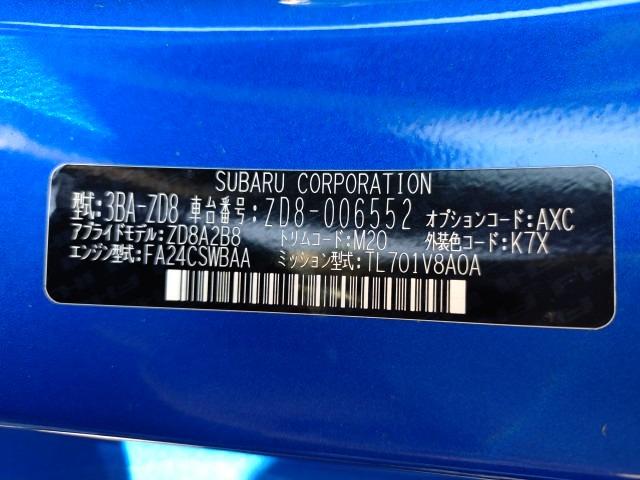 SUBARU CORPORATION
型式:3BA-ZD8 車台番号:ZD8-006552 オプションコード:AXC
アプライドモデル:ZD8A2B8 トリムコード:M20 外装色コード:K7X
エンジン型式:FA24CSWBAA ミッション型式:TL701V8A0A